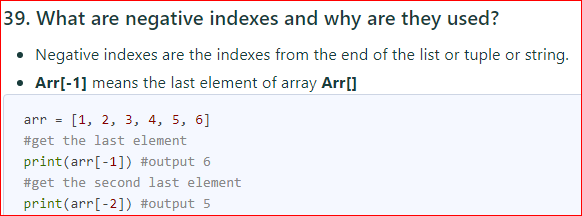 39. What are negative indexes and why are they used?
• Negative indexes are the indexes from the end of the list or tuple or string.
• Arr[-1] means the last element of array Arr[]
arr = [1, 2, 3, 4, 5, 6]
#get the last element
print(arr[-1]) #output 6
#get the second last element
print(arr[-2]) #output 5